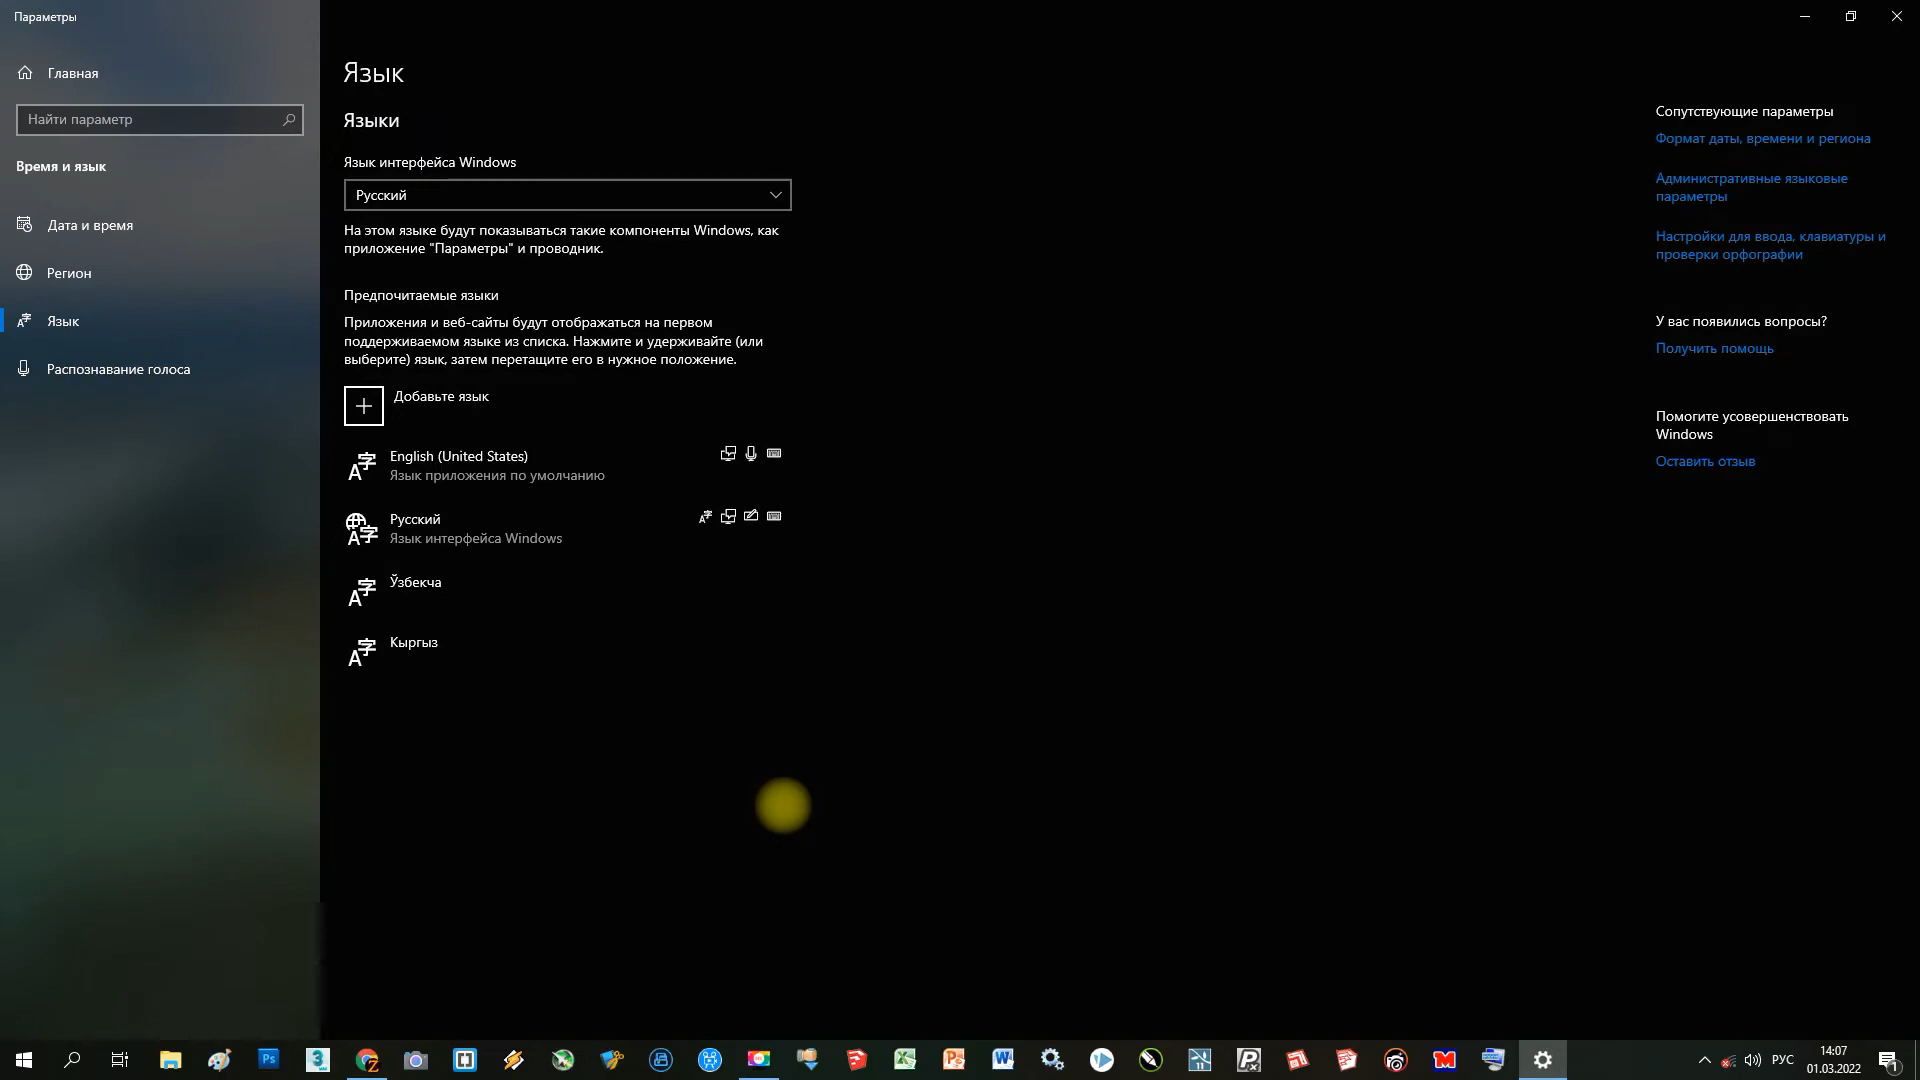 Параметры
Главная
Найти параметр
Время и язык
Дата и время
Регион
Язык
Распознавание голоса
Язык
Языки
Язык интерфейса Windows
Русский
На этом языке будут показываться такие компоненты Windows, как
приложение "Параметры" и проводник.
Предпочитаемые языки
Приложения и веб-сайты будут отображаться на первом
поддерживаемом языке из списка. Нажмите и удерживайте (или
выберите) язык, затем перетащите его в нужное положение.
Добавьте язык
English (United States)
Язык приложения по умолчанию
Русский
Язык интерфейса Windows
Ўзбекча
Кыргыз
Сопутствующие параметры
Формат даты, времени и региона
Административные языковые
параметры
Настройки для ввода, клавиатуры и
проверки орфографии
У вас появились вопросы?
Получить помощь
Помогите усовершенствовать
Windows
Оставить отзыв
Ps
3
РУС
14:07
01.03.2022
1